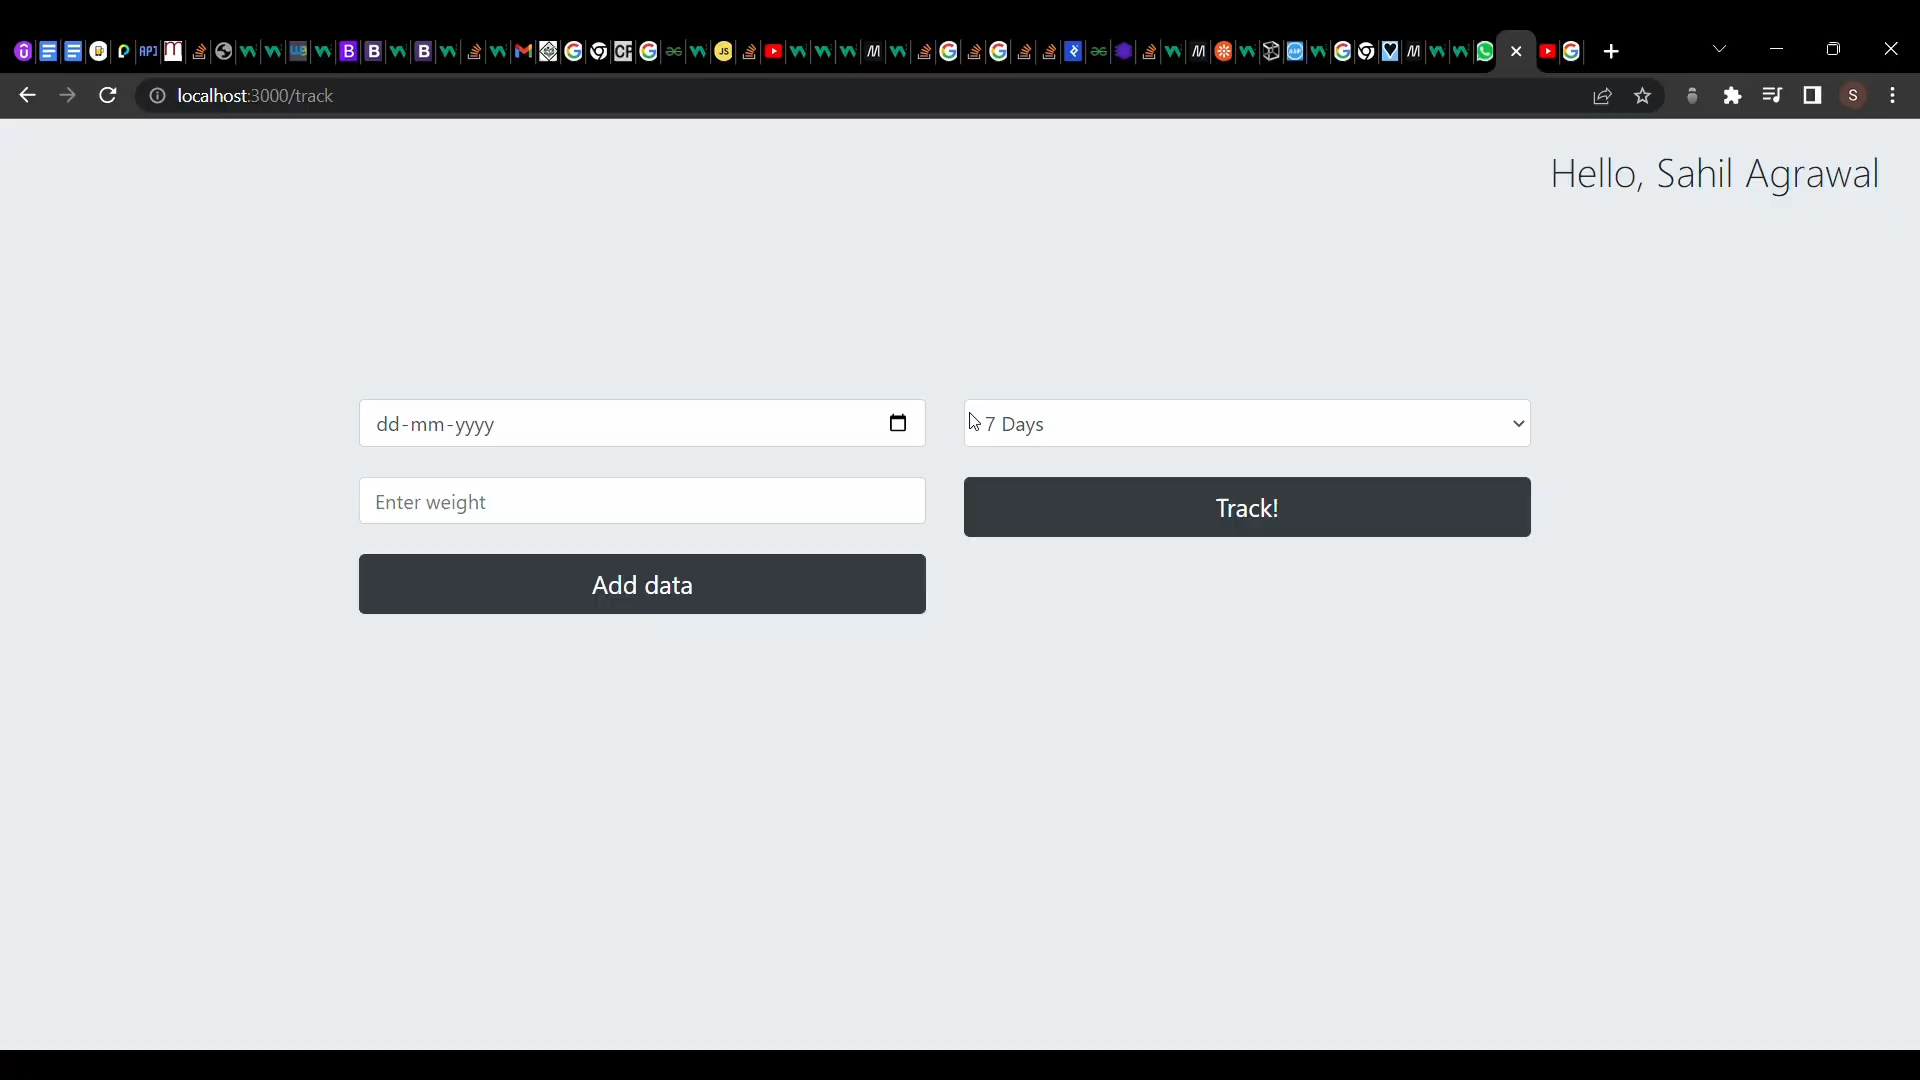 localhost:3000/track
S
Hello, Sahil Agrawal
dd-mm-yyyy
7 Days
Enter weight
Track!
Add data